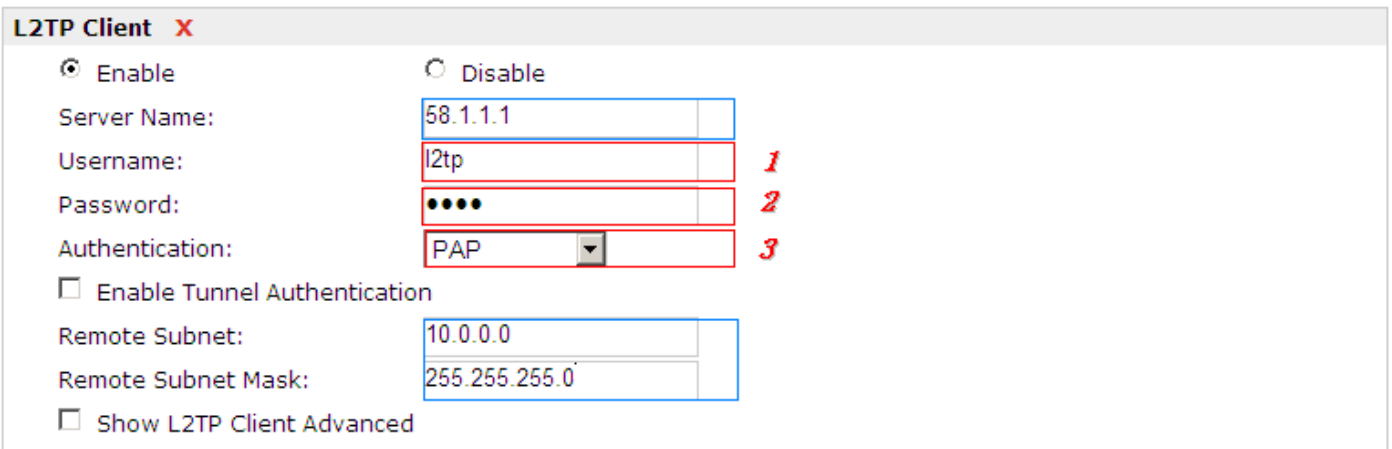 L2TP Client X
Enable Disable
Server Name: 58.1.1.1
Username: l2tp 1
Password: •••• 2
Authentication: PAP 3
Enable Tunnel Authentication
Remote Subnet: 10.0.0.0
Remote Subnet Mask: 255.255.255.0
Show L2TP Client Advanced